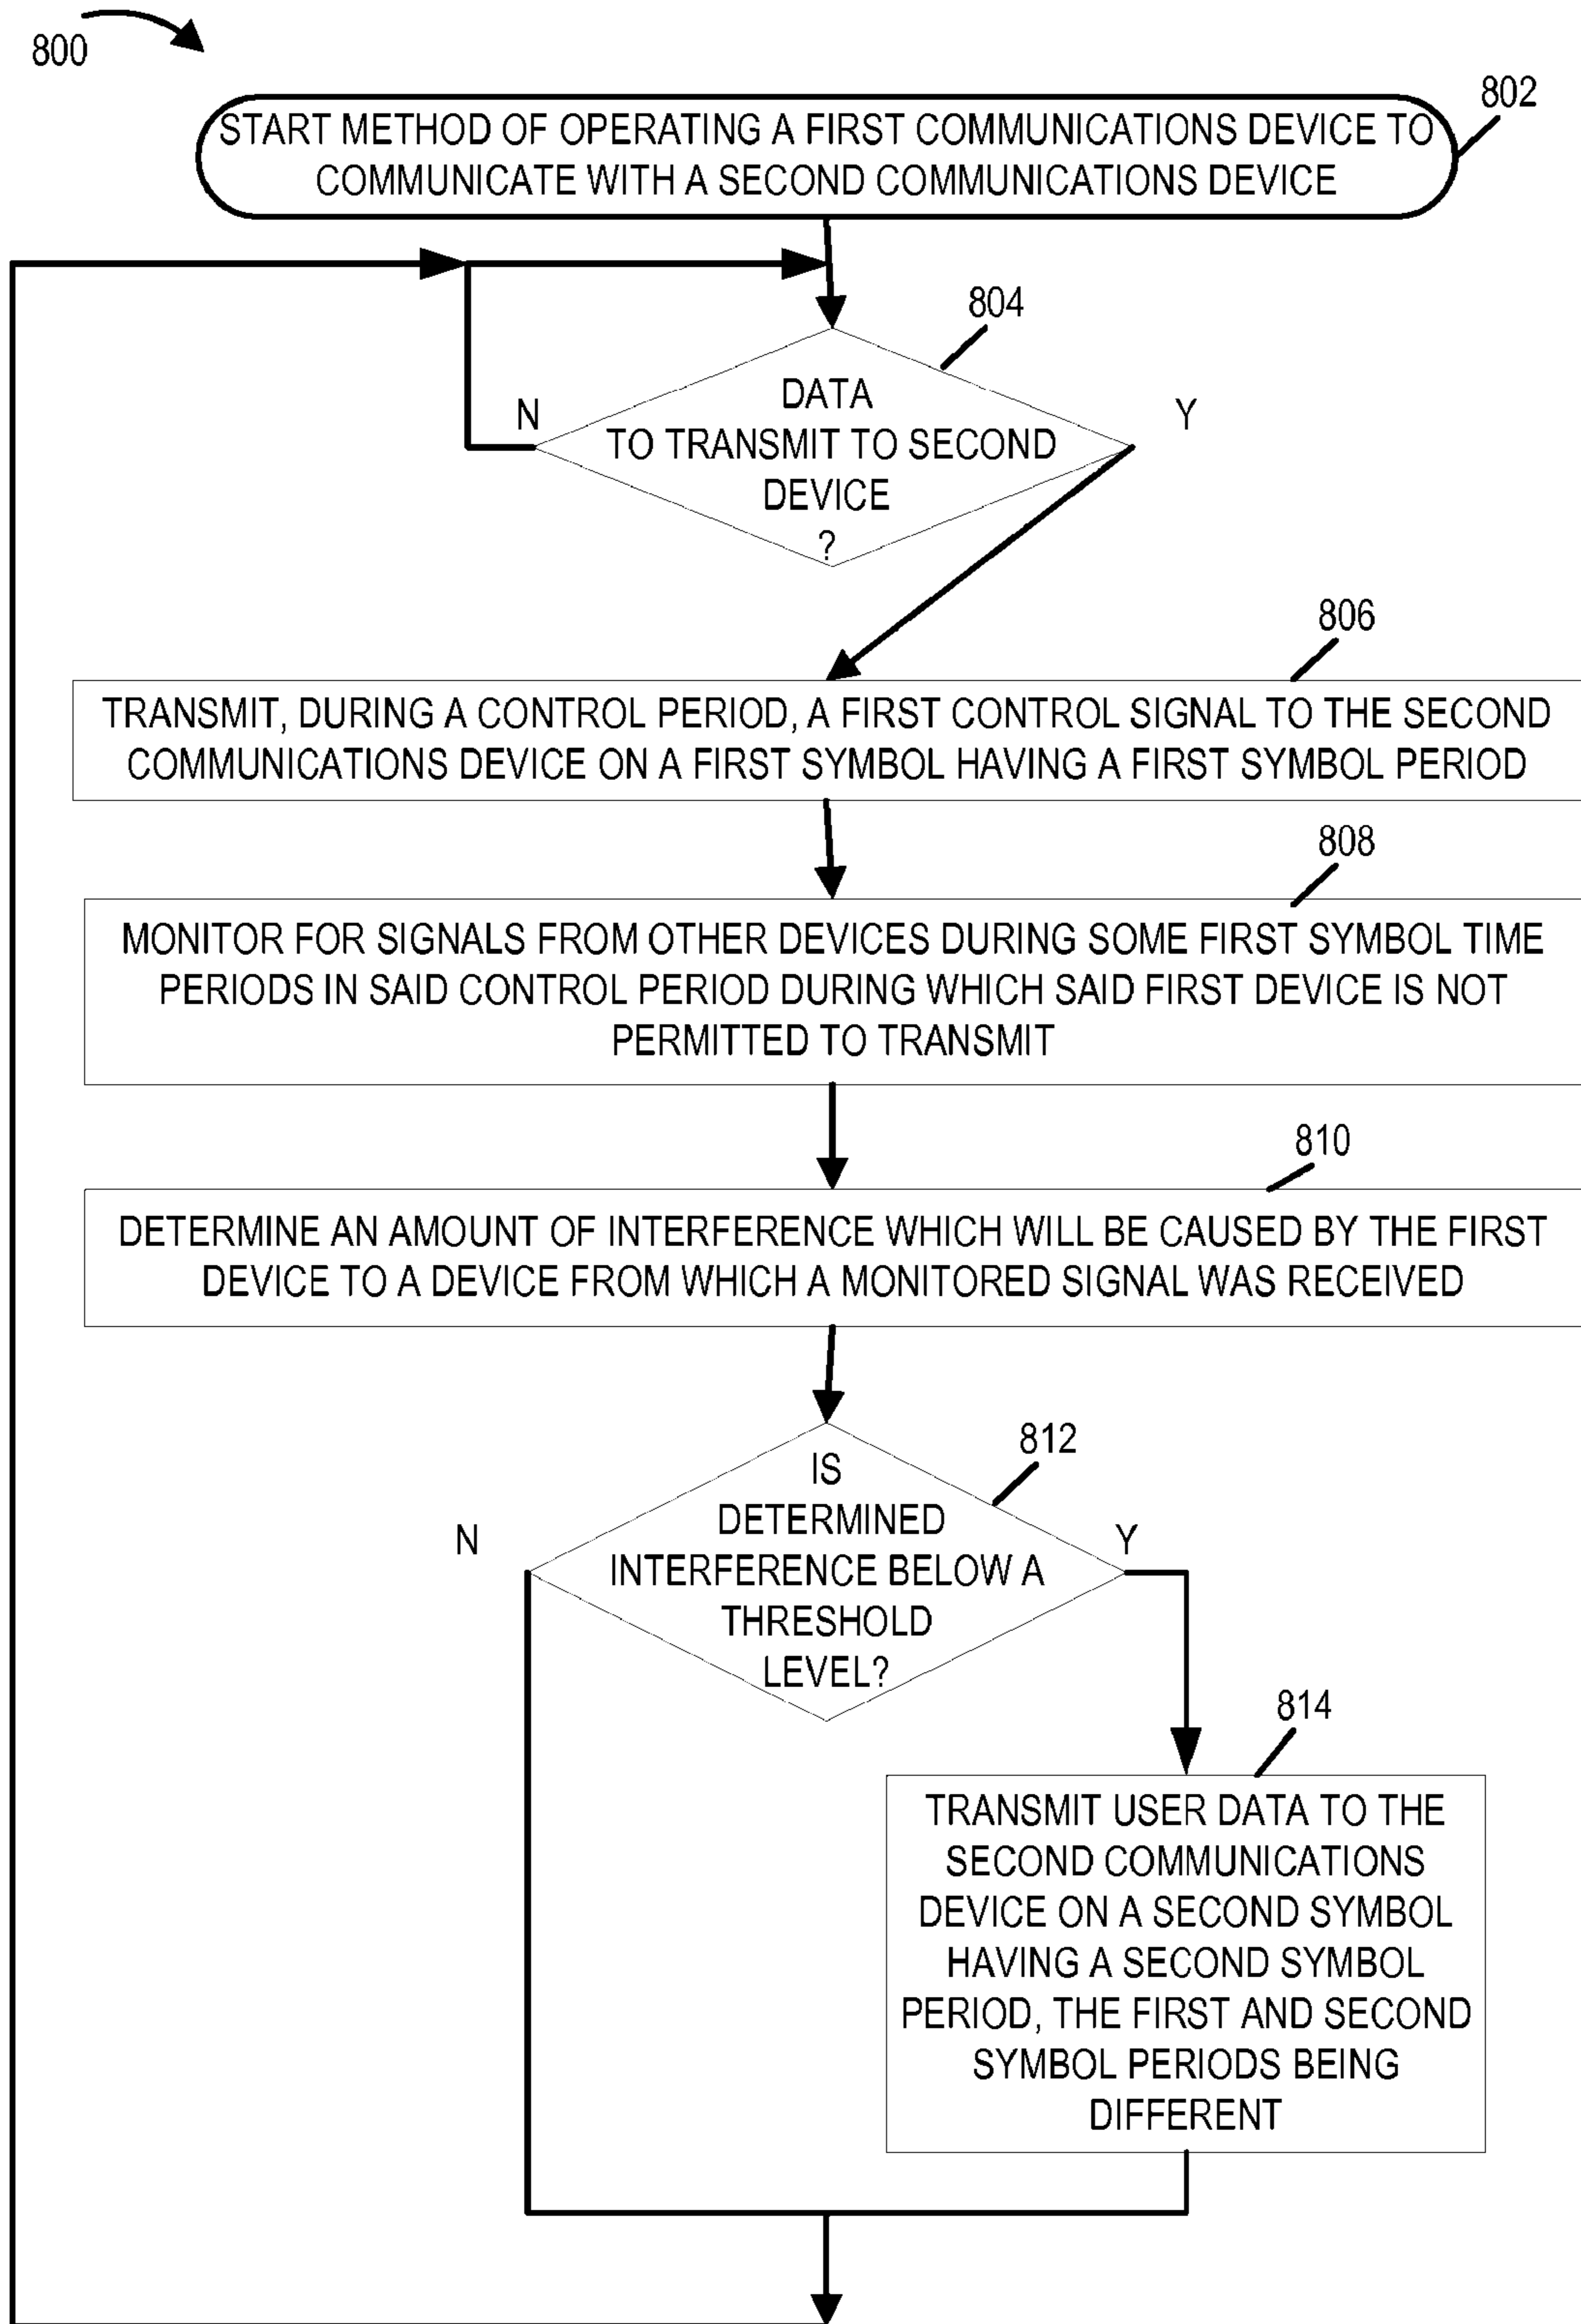 800
802
START METHOD OF OPERATING A FIRST COMMUNICATIONS DEVICE TO
COMMUNICATE WITH A SECOND COMMUNICATIONS DEVICE
804
N
Y
DATA
TO TRANSMIT TO SECOND
DEVICE
?
806
TRANSMIT, DURING A CONTROL PERIOD, A FIRST CONTROL SIGNAL TO THE SECOND
COMMUNICATIONS DEVICE ON A FIRST SYMBOL HAVING A FIRST SYMBOL PERIOD
808
MONITOR FOR SIGNALS FROM OTHER DEVICES DURING SOME FIRST SYMBOL TIME
PERIODS IN SAID CONTROL PERIOD DURING WHICH SAID FIRST DEVICE IS NOT
PERMITTED TO TRANSMIT
810
DETERMINE AN AMOUNT OF INTERFERENCE WHICH WILL BE CAUSED BY THE FIRST
DEVICE TO A DEVICE FROM WHICH A MONITORED SIGNAL WAS RECEIVED
812
IS
DETERMINED
INTERFERENCE BELOW A
THRESHOLD
LEVEL?
N
Y
814
TRANSMIT USER DATA TO THE
SECOND COMMUNICATIONS
DEVICE ON A SECOND SYMBOL
HAVING A SECOND SYMBOL
PERIOD, THE FIRST AND SECOND
SYMBOL PERIODS BEING
DIFFERENT